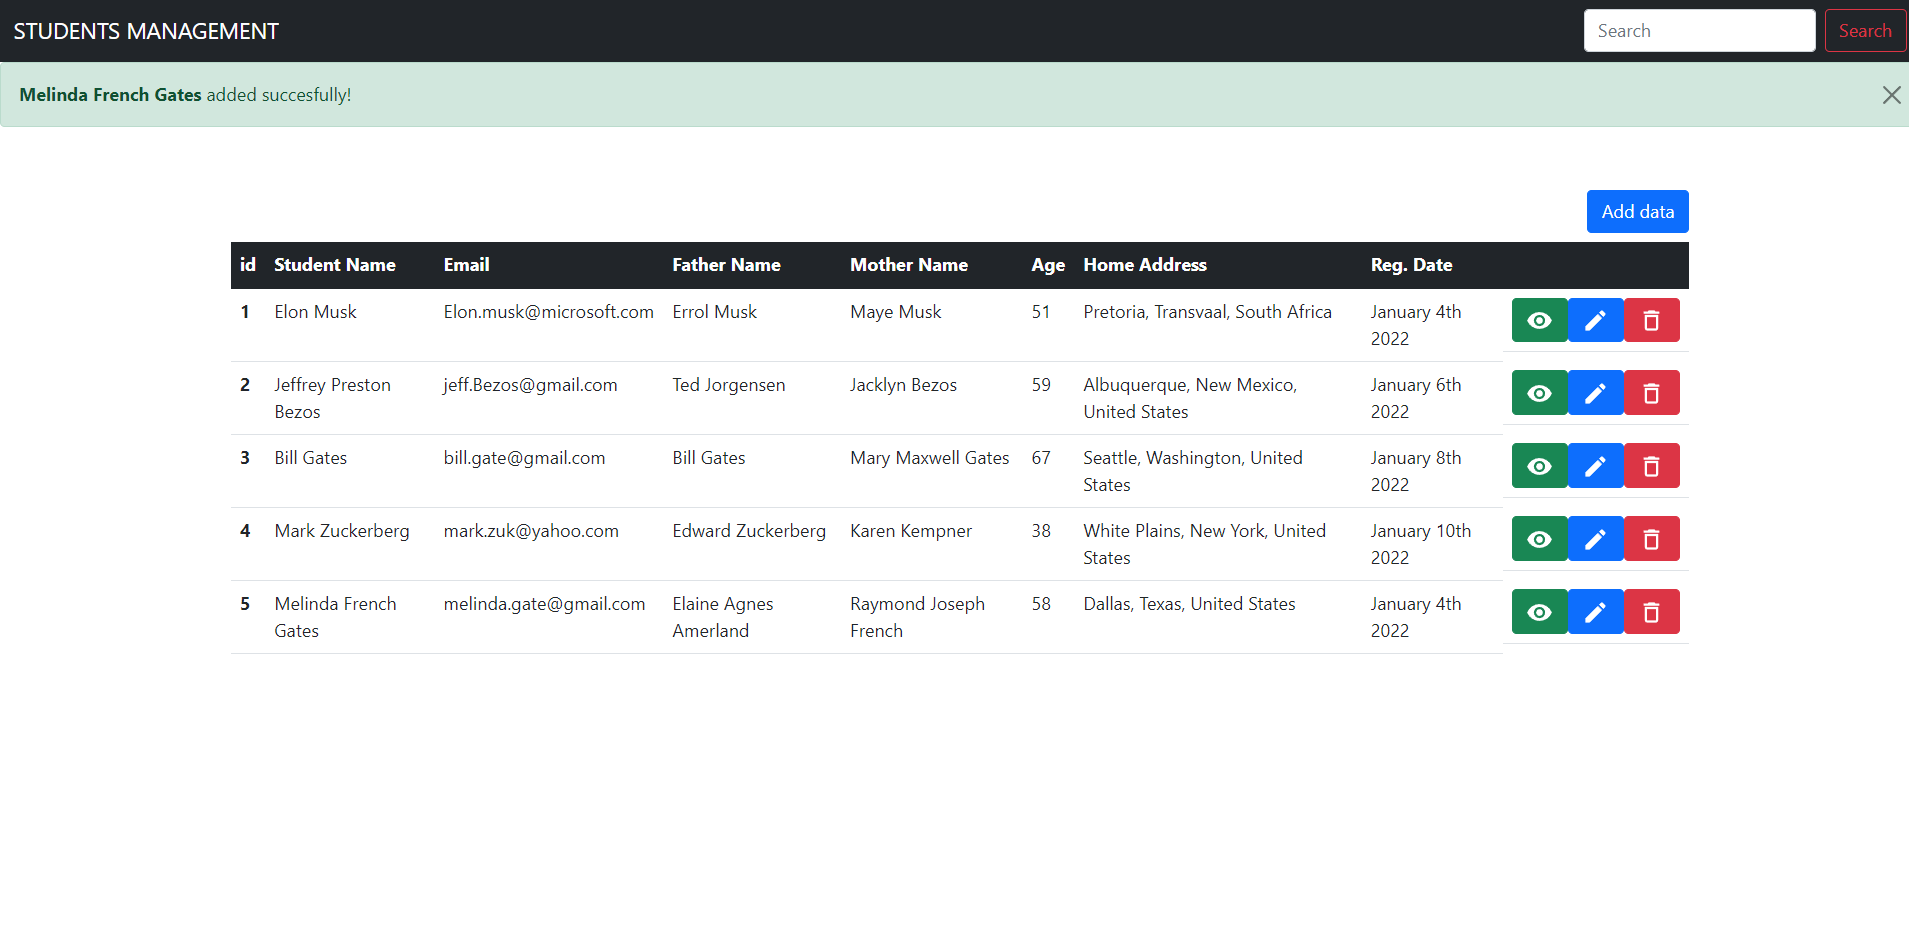 STUDENTS MANAGEMENT Search Search
Melinda French Gates added succesfully!
Add data
id Student Name Email Father Name Mother Name Age Home Address Reg. Date
1 Elon Musk Elon.musk@microsoft.com Errol Musk Maye Musk 51 Pretoria, Transvaal, South Africa January 4th
2022
2 Jeffrey Preston jeff.Bezos@gmail.com Ted Jorgensen Jacklyn Bezos 59 Albuquerque, New Mexico, January 6th
Bezos United States 2022
3 Bill Gates bill.gate@gmail.com Bill Gates Mary Maxwell Gates 67 Seattle, Washington, United January 8th
States 2022
4 Mark Zuckerberg mark.zuk@yahoo.com Edward Zuckerberg Karen Kempner 38 White Plains, New York, United January 10th
States 2022
5 Melinda French melinda.gate@gmail.com Elaine Agnes Raymond Joseph 58 Dallas, Texas, United States January 4th
Gates Amerland French 2022